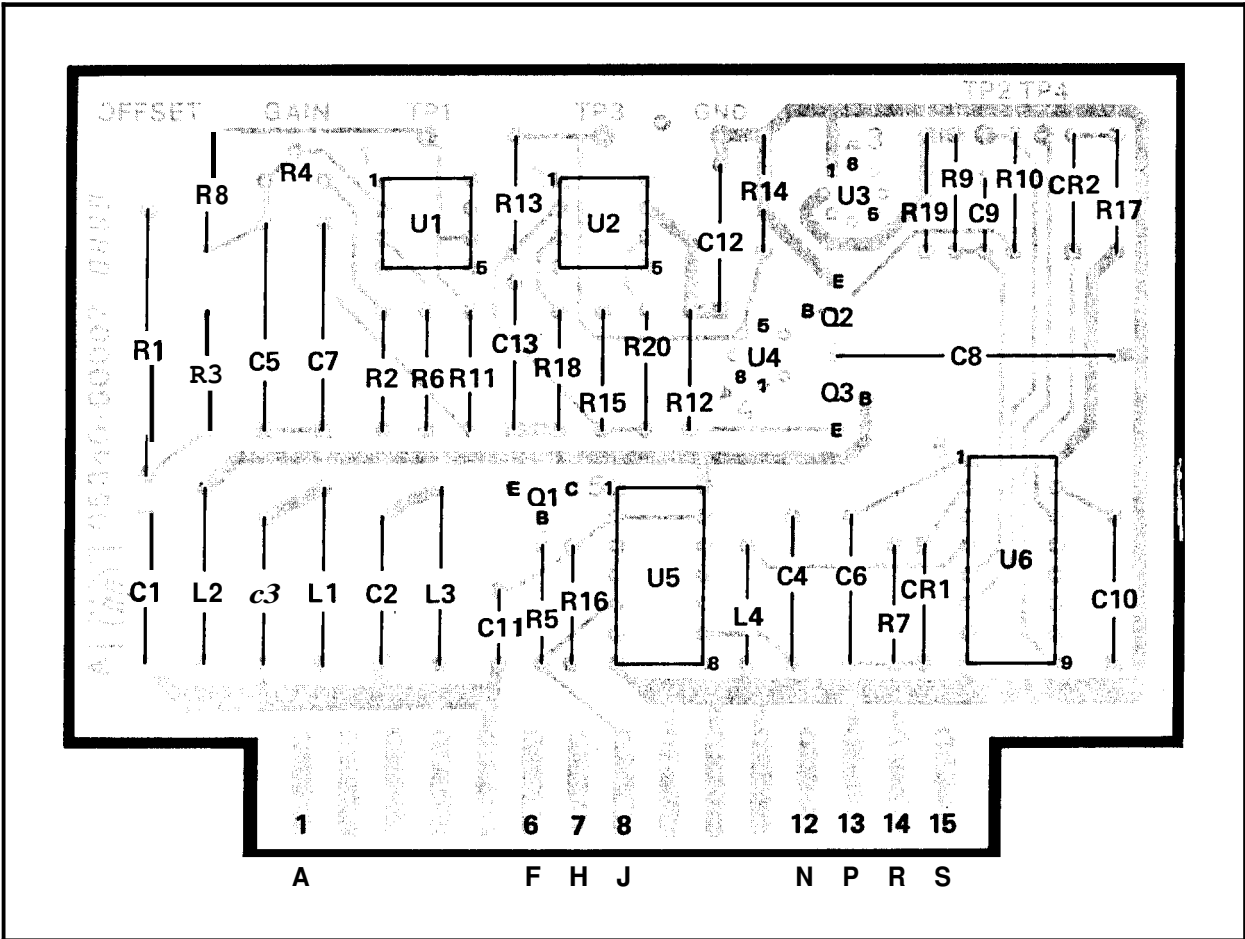 OFFSET GAIN TP1 TP3 GND TP2 TP4
R8 R4 1 U1 5 R13 1 U2 5 C12 R14 1 8 U3 6 R19 R9 C9 R10 CR2 R17
R1 R3 C5 C7 R2 R6 R11 C13 R18 R15 R20 R12 5 U4 8 1 E B Q2 C8 Q3 B E
C1 L2 c3 L1 C2 L3 C11 E Q1 C B R5 R16 1 U5 8 L4 C4 C6 R7 CR1 1 U6 9 C10
1 6 7 8 12 13 14 15
A F H J N P R S